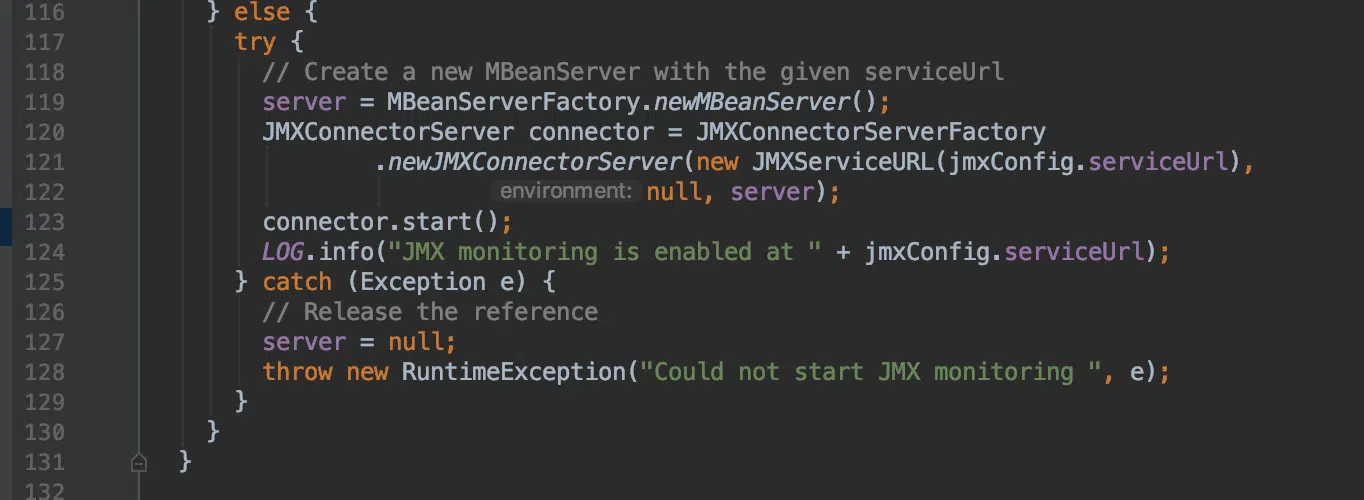 116 } else {
117 try {
118 // Create a new MBeanServer with the given serviceUrl
119 server = MBeanServerFactory.newMBeanServer();
120 JMXConnectorServer connector = JMXConnectorServerFactory
121 .newJMXConnectorServer(new JMXServiceURL(jmxConfig.serviceUrl),
122 environment: null, server);
123 connector.start();
124 LOG.info("JMX monitoring is enabled at " + jmxConfig.serviceUrl);
125 } catch (Exception e) {
126 // Release the reference
127 server = null;
128 throw new RuntimeException("Could not start JMX monitoring ", e);
129 }
130 }
131 }
132